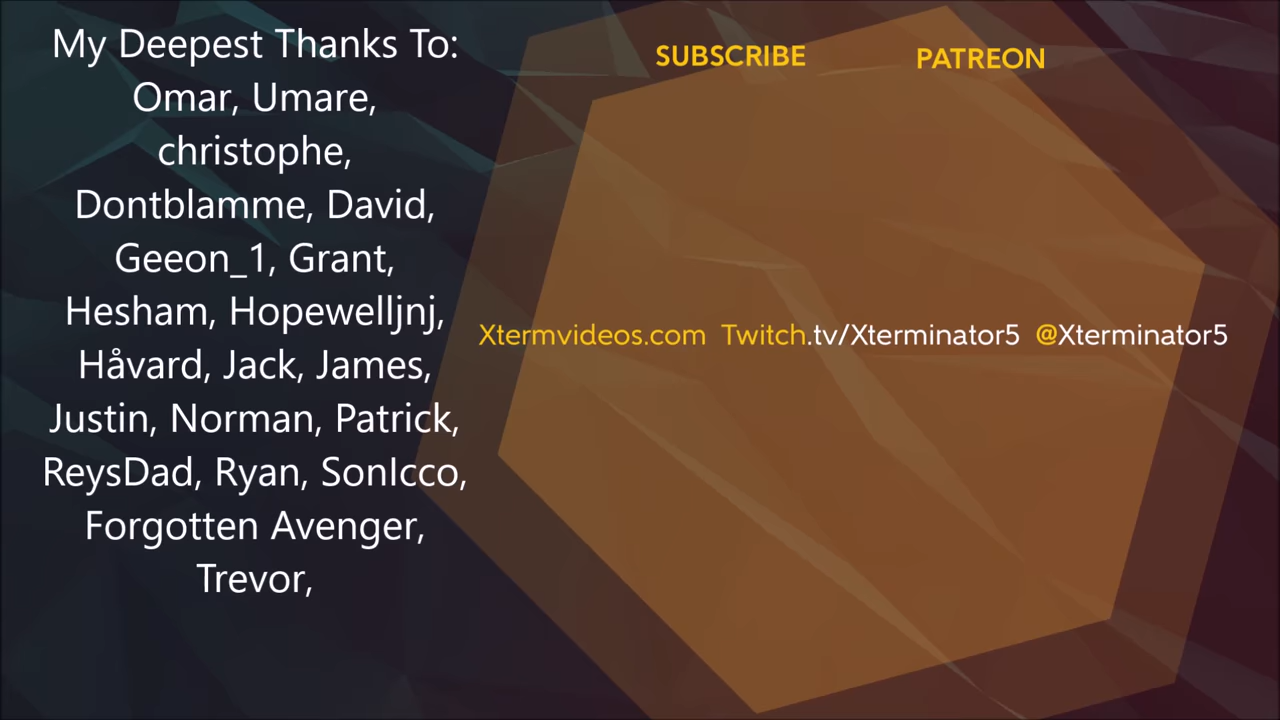 My Deepest Thanks To:
Omar, Umare,
christophe,
Dontblamme, David,
Geeon_1, Grant,
Hesham, Hopewelljnj,
Håvard, Jack, James,
Justin, Norman, Patrick,
ReysDad, Ryan, SonIcco,
Forgotten Avenger,
Trevor,
SUBSCRIBE PATREON
Xtermvideos.com Twitch.tv/Xterminator5 @Xterminator5